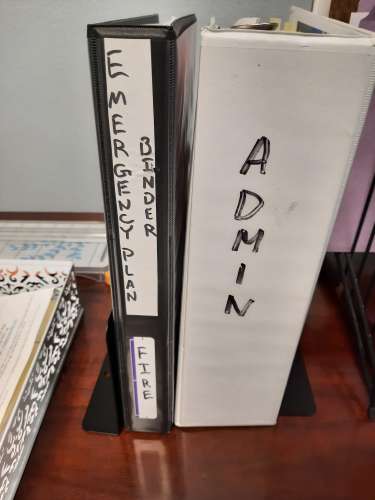 EMERGENCY PLAN
BINDER
FIRE
ADMIN